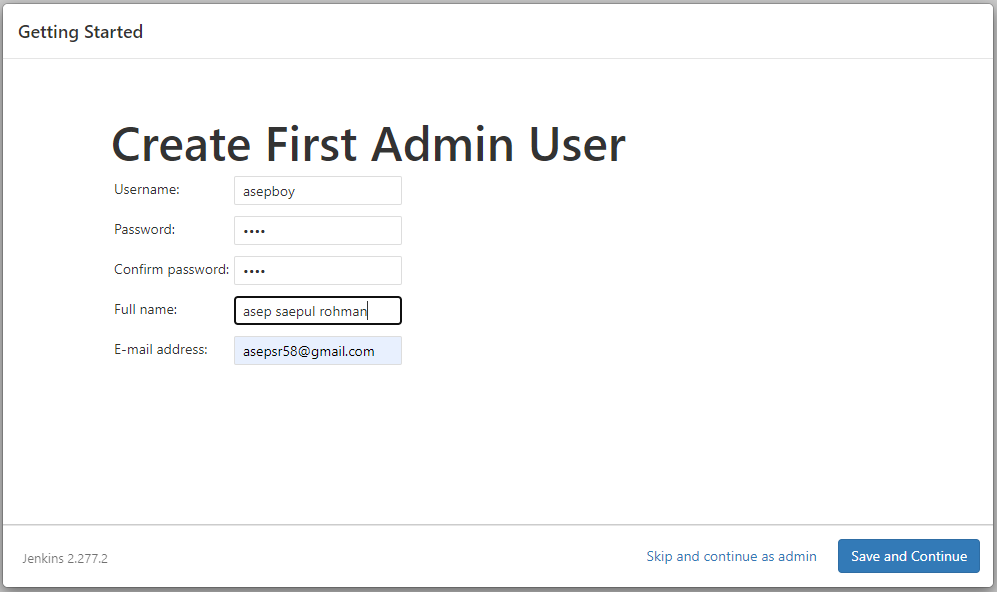 Getting Started
Create First Admin User
Username: asepboy
Password: ••••
Confirm password: ••••
Full name: asep saepul rohman
E-mail address: asepsr58@gmail.com
Jenkins 2.277.2 Skip and continue as admin Save and Continue